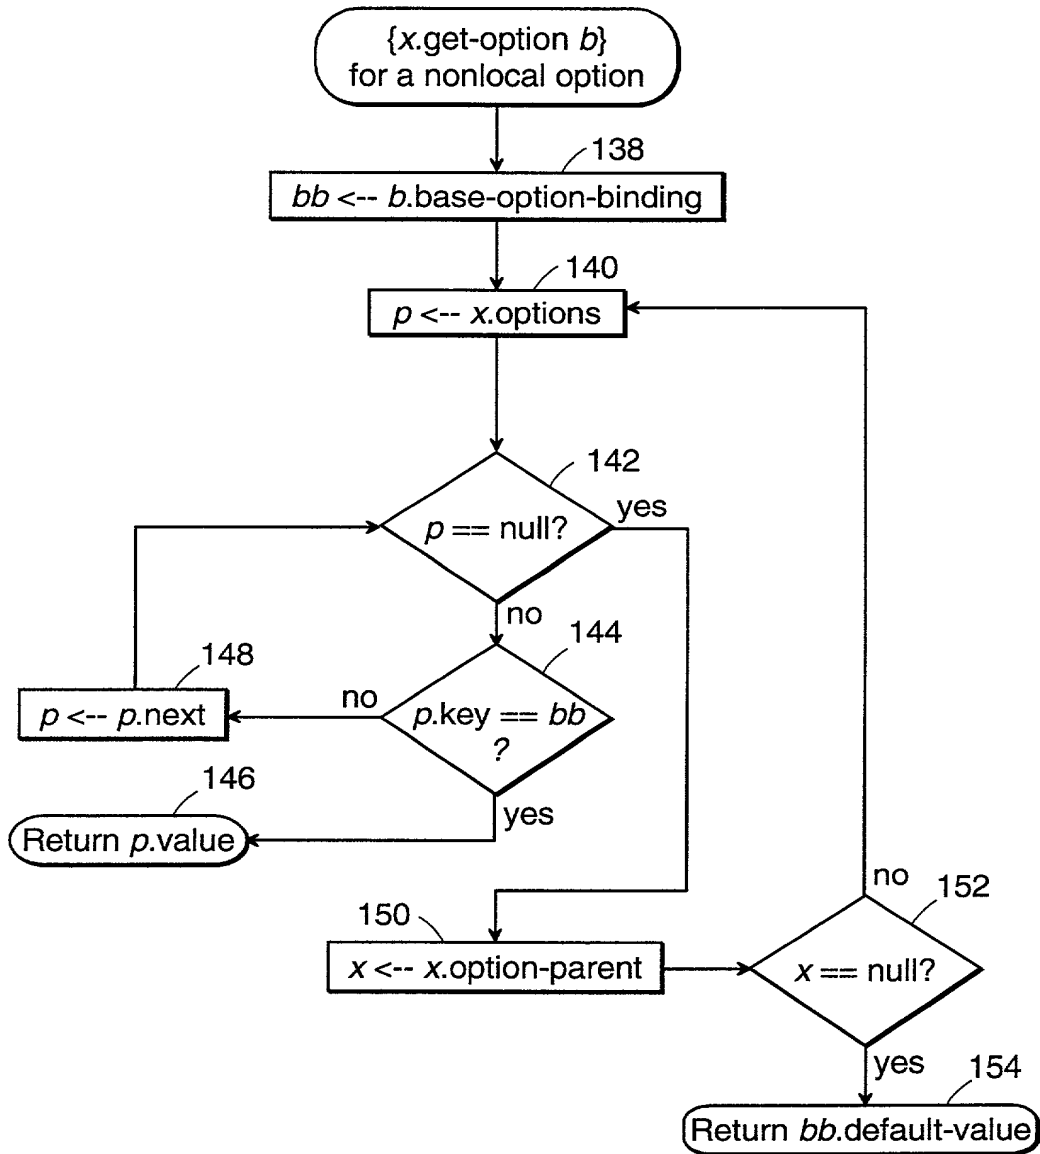 {x.get-option b}
for a nonlocal option
138
bb <-- b.base-option-binding
140
p <-- x.options
142
yes
p == null?
no
144
148
no
p.key == bb
?
p <-- p.next
146
yes
Return p.value
no
152
150
x <-- x.option-parent
x == null?
yes
154
Return bb.default-value